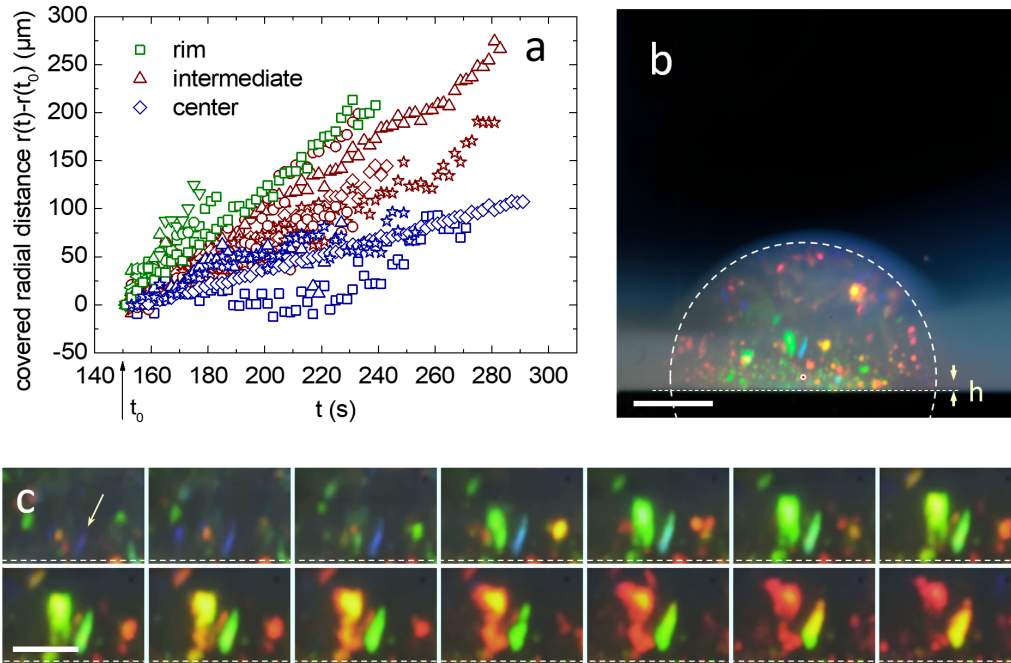 a
covered radial distance r(t)-r(t₀) (µm)
300
250
200
150
100
50
0
-50
rim
intermediate
center
140 160 180 200 220 240 260 280 300
t₀
t (s)
b
h
c